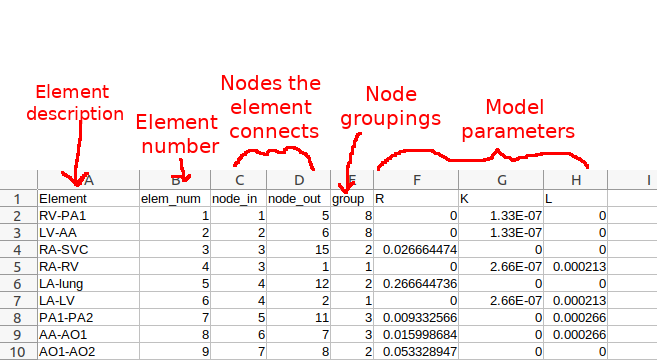 Element
description
Element
number
Nodes the
element
connects
Node
groupings
Model
parameters
A B C D E F G H I
1 Element elem_num node_in node_out group R K L
2 RV-PA1 1 1 5 8 0 1.33E-07 0
3 LV-AA 2 2 6 8 0 1.33E-07 0
4 RA-SVC 3 3 15 2 0.026664474 0 0
5 RA-RV 4 3 1 1 0 2.66E-07 0.000213
6 LA-lung 5 4 12 2 0.266644736 0 0
7 LA-LV 6 4 2 1 0 2.66E-07 0.000213
8 PA1-PA2 7 5 11 3 0.009332566 0 0.000266
9 AA-AO1 8 6 7 3 0.015998684 0 0.000266
10 AO1-AO2 9 7 8 2 0.053328947 0 0